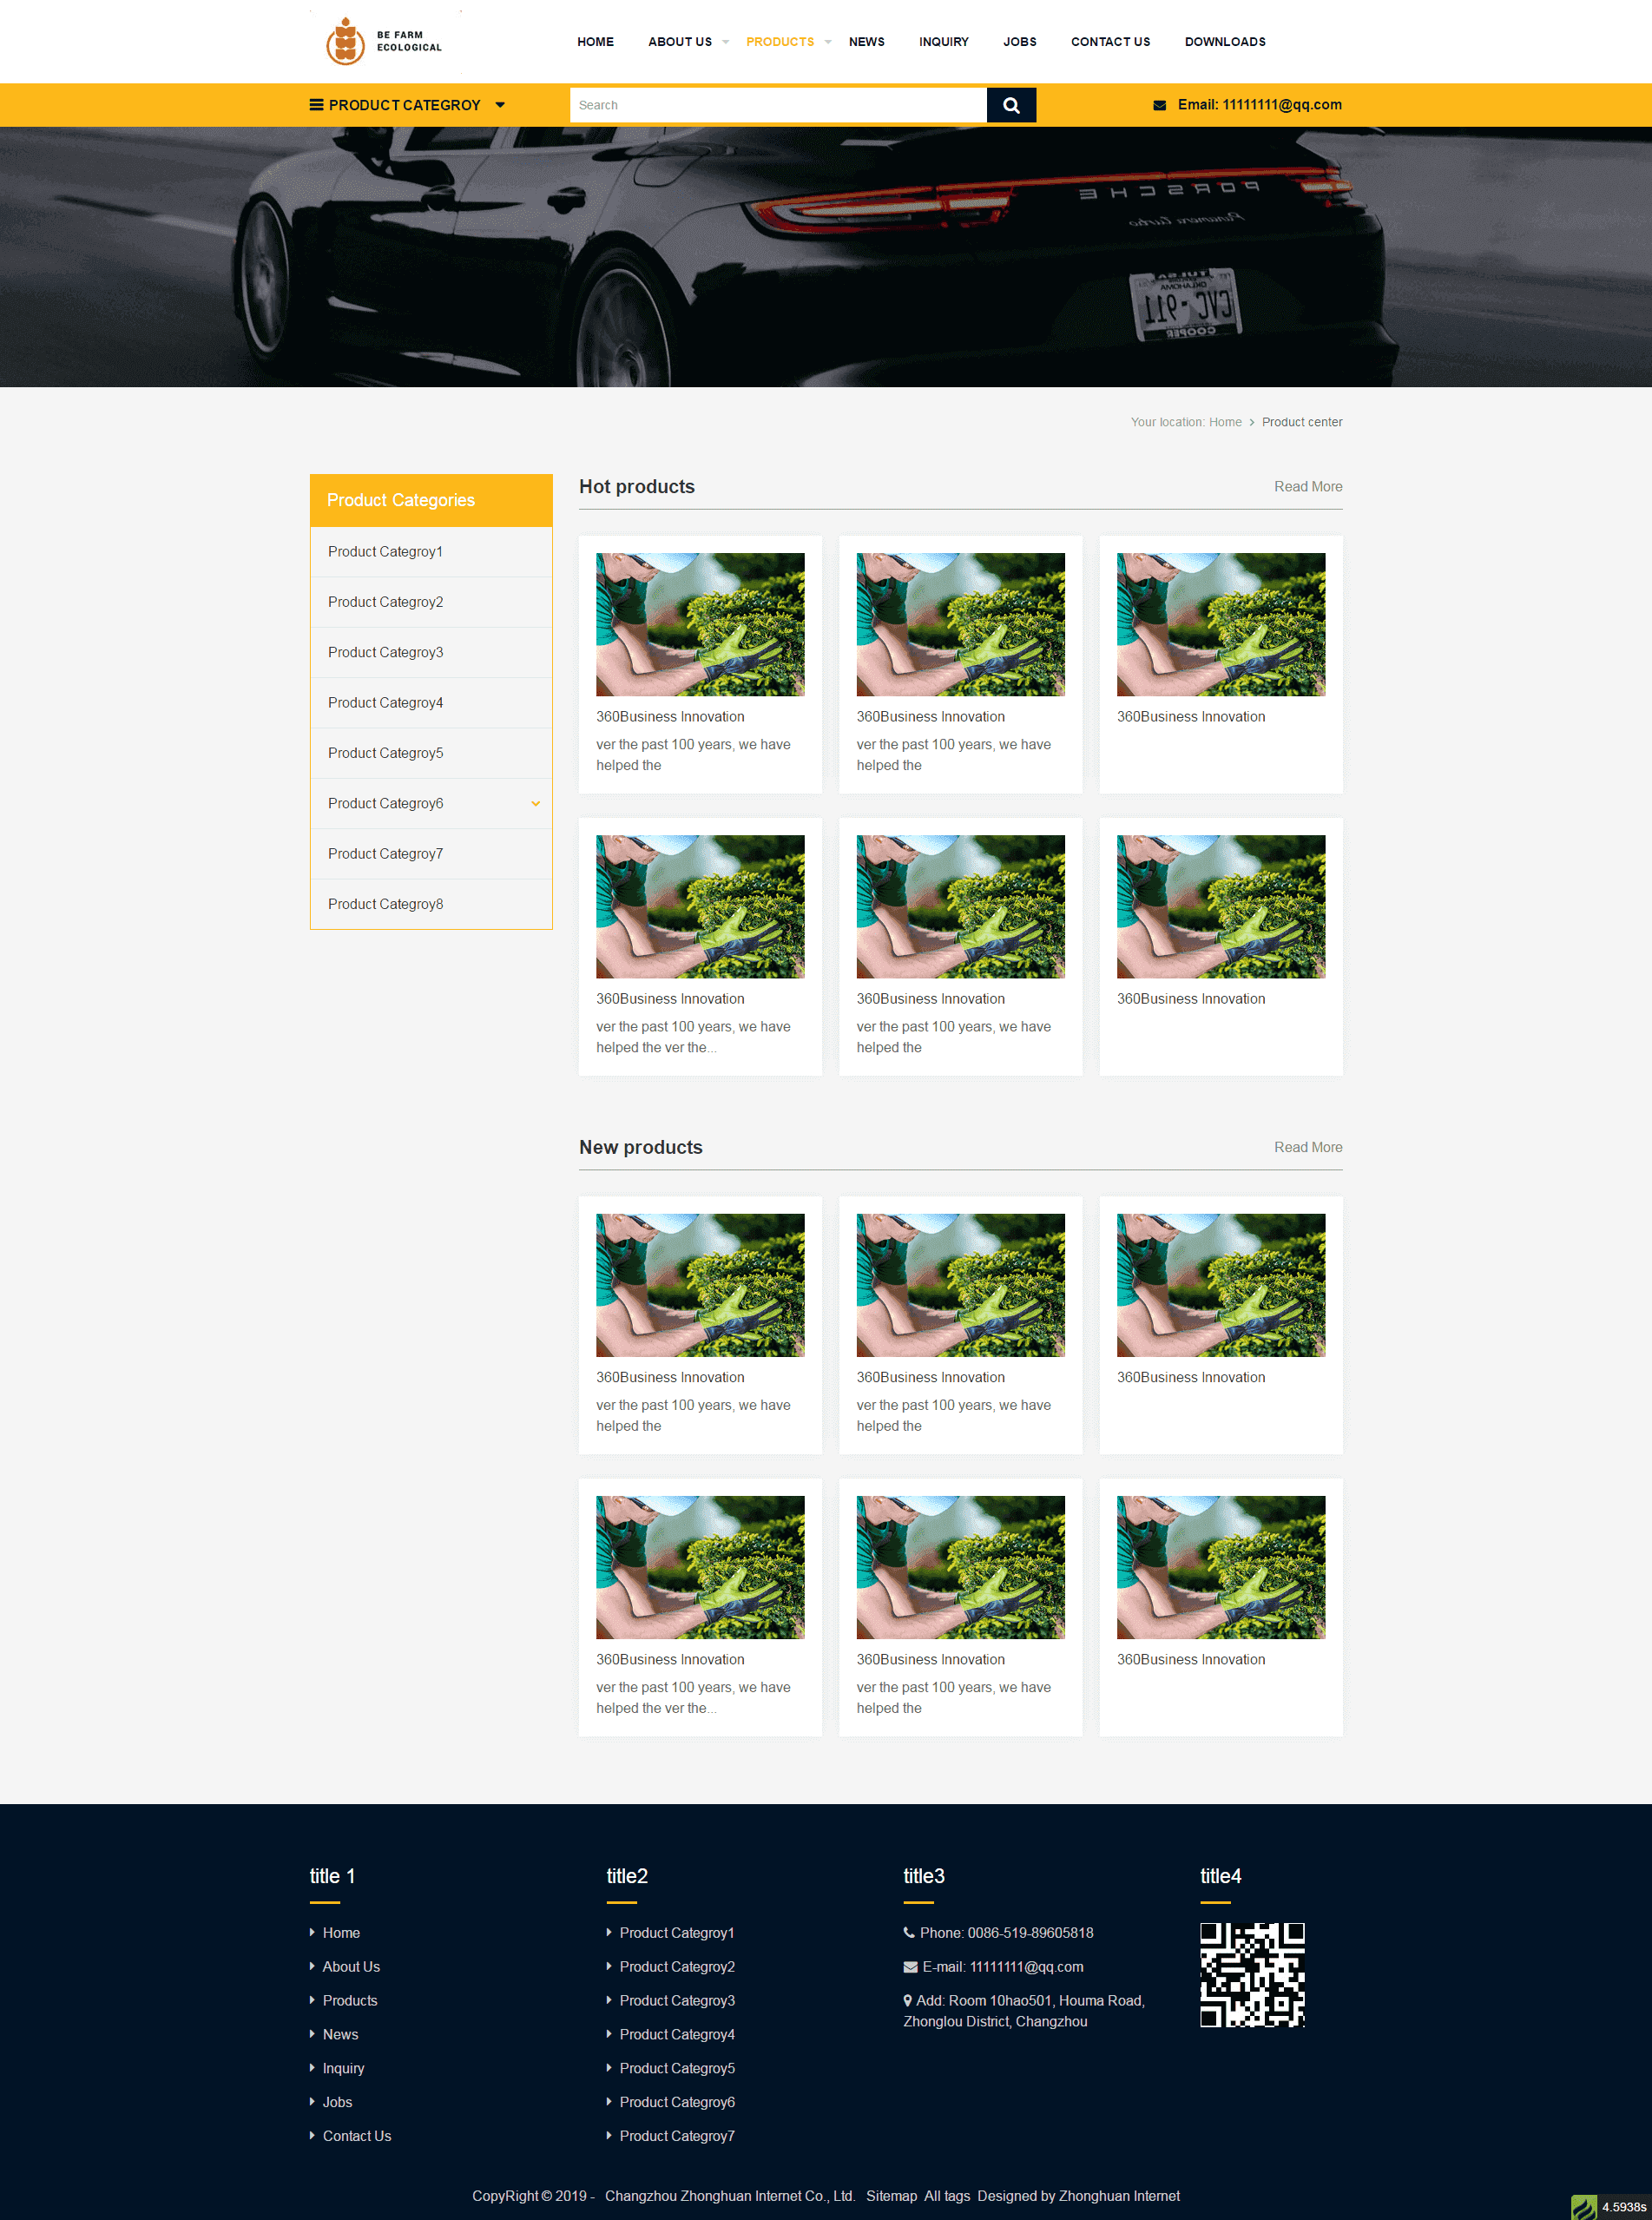 BE FARM
ECOLOGICAL
HOME ABOUT US PRODUCTS NEWS INQUIRY JOBS CONTACT US DOWNLOADS
PRODUCT CATEGROY
Search
Email: 11111111@qq.com
PORSCHE
Panamera turbo
TULSA
OKLAHOMA
CVC-911
COOPER
Your location: Home > Product center
Product Categories
Product Categroy1
Product Categroy2
Product Categroy3
Product Categroy4
Product Categroy5
Product Categroy6
Product Categroy7
Product Categroy8
Hot products Read More
360Business Innovation 360Business Innovation 360Business Innovation
ver the past 100 years, we have ver the past 100 years, we have
helped the helped the
360Business Innovation 360Business Innovation 360Business Innovation
ver the past 100 years, we have ver the past 100 years, we have
helped the ver the... helped the
New products Read More
360Business Innovation 360Business Innovation 360Business Innovation
ver the past 100 years, we have ver the past 100 years, we have
helped the helped the
360Business Innovation 360Business Innovation 360Business Innovation
ver the past 100 years, we have ver the past 100 years, we have
helped the ver the... helped the
title 1
Home
About Us
Products
News
Inquiry
Jobs
Contact Us
title2
Product Categroy1
Product Categroy2
Product Categroy3
Product Categroy4
Product Categroy5
Product Categroy6
Product Categroy7
title3
Phone: 0086-519-89605818
E-mail: 11111111@qq.com
Add: Room 10hao501, Houma Road,
Zhonglou District, Changzhou
title4
CopyRight © 2019 - Changzhou Zhonghuan Internet Co., Ltd. Sitemap All tags Designed by Zhonghuan Internet
4.5938s